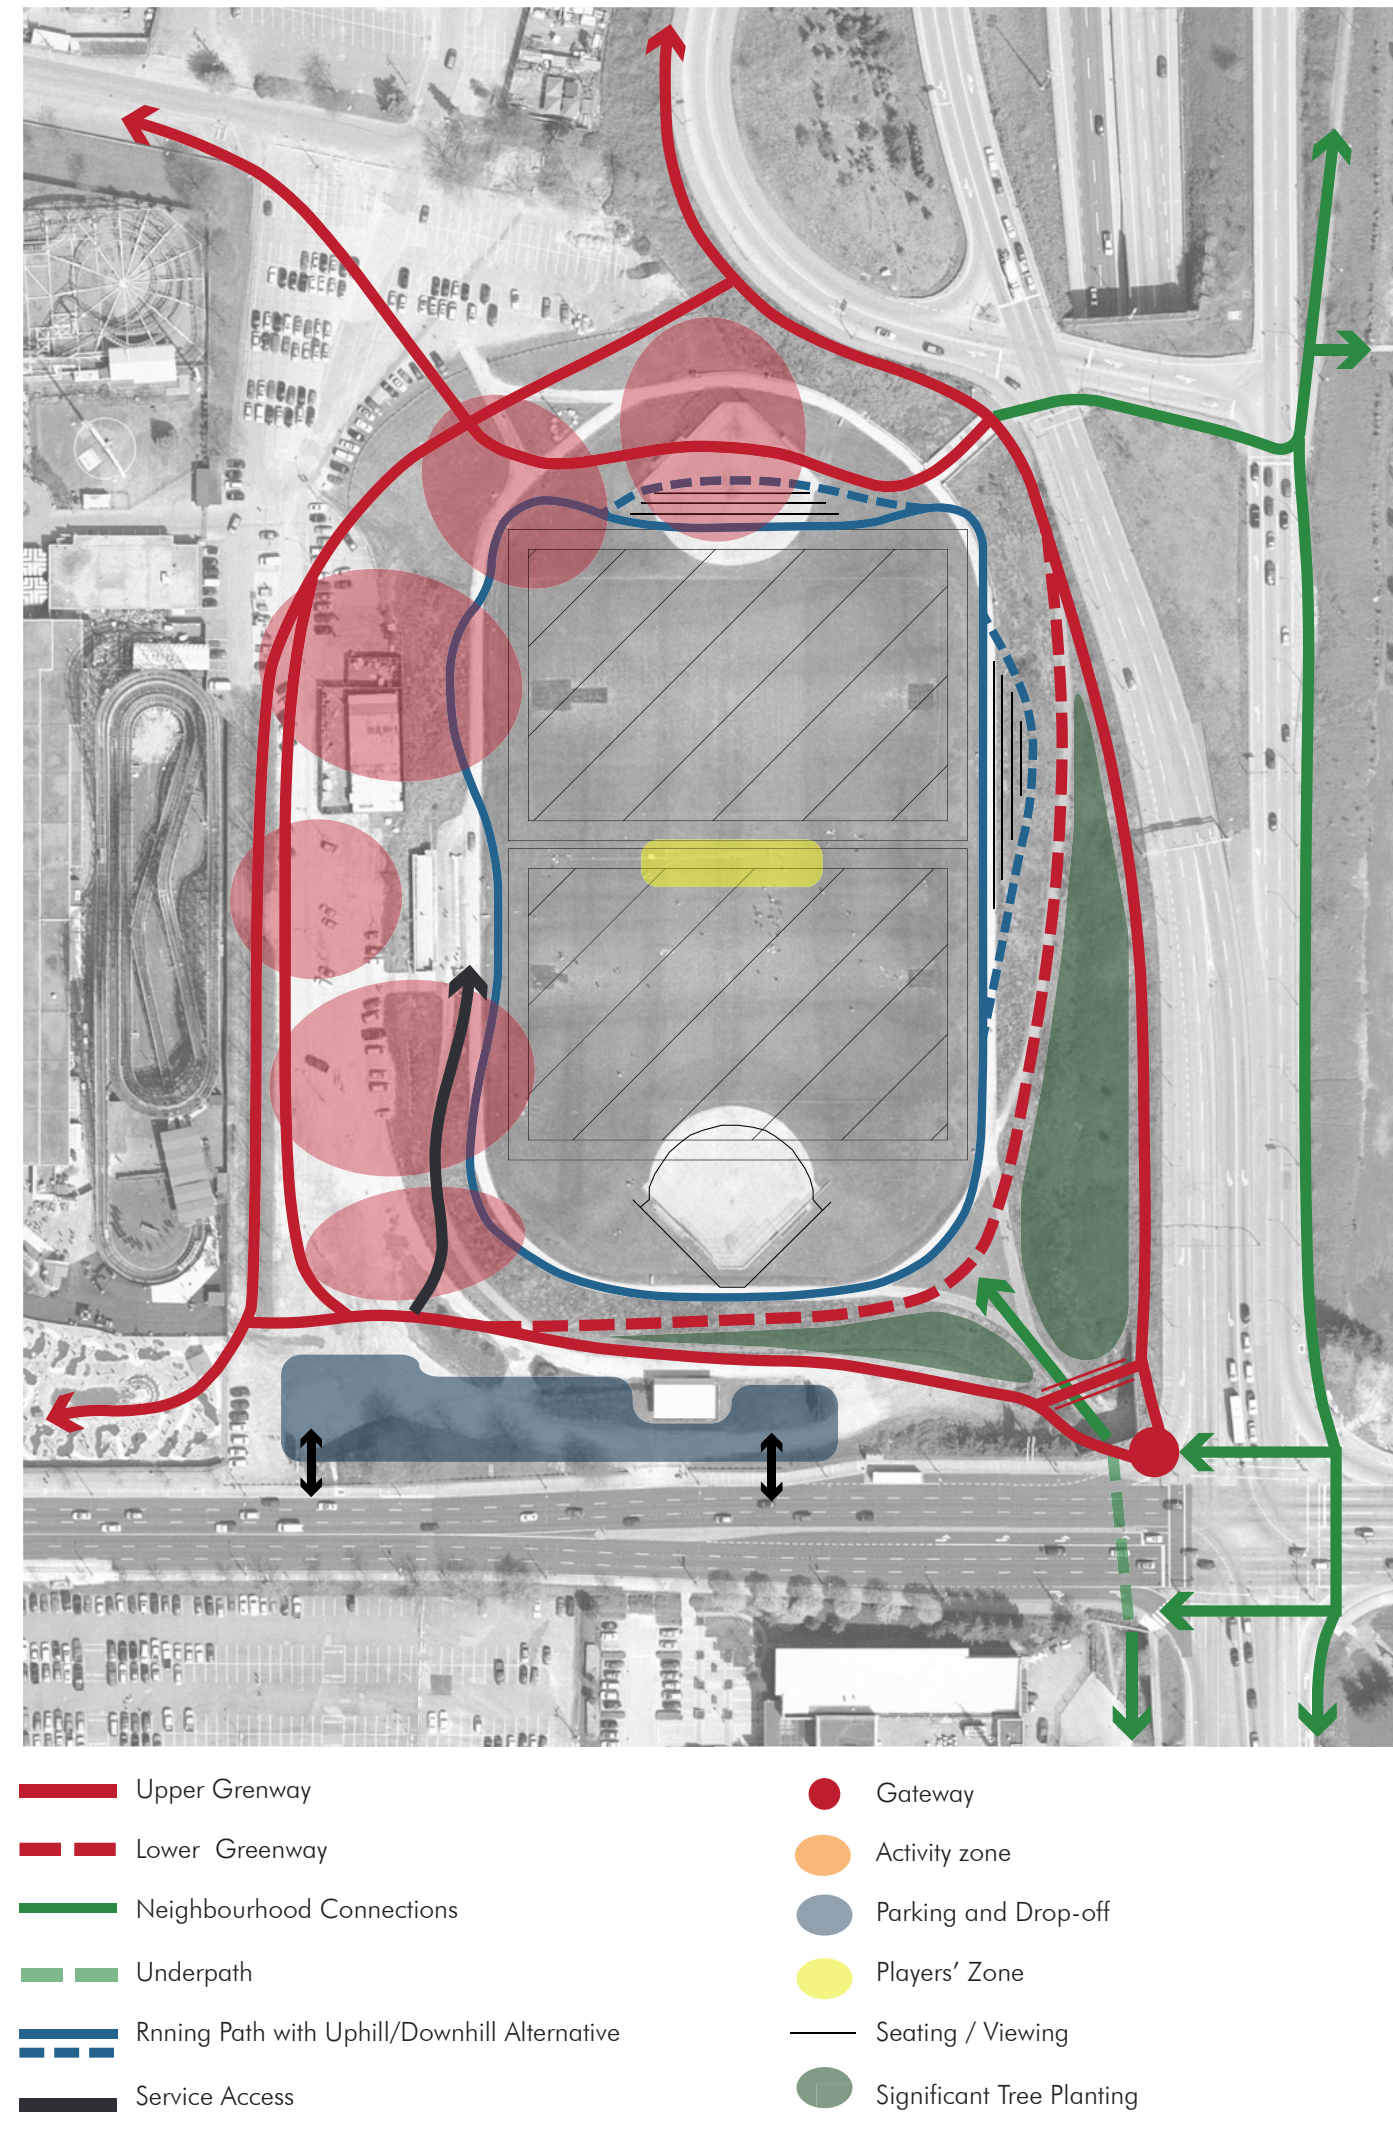 Upper Grenway
Lower Greenway
Neighbourhood Connections
Underpath
Rnning Path with Uphill/Downhill Alternative
Service Access
Gateway
Activity zone
Parking and Drop-off
Players’ Zone
Seating / Viewing
Significant Tree Planting